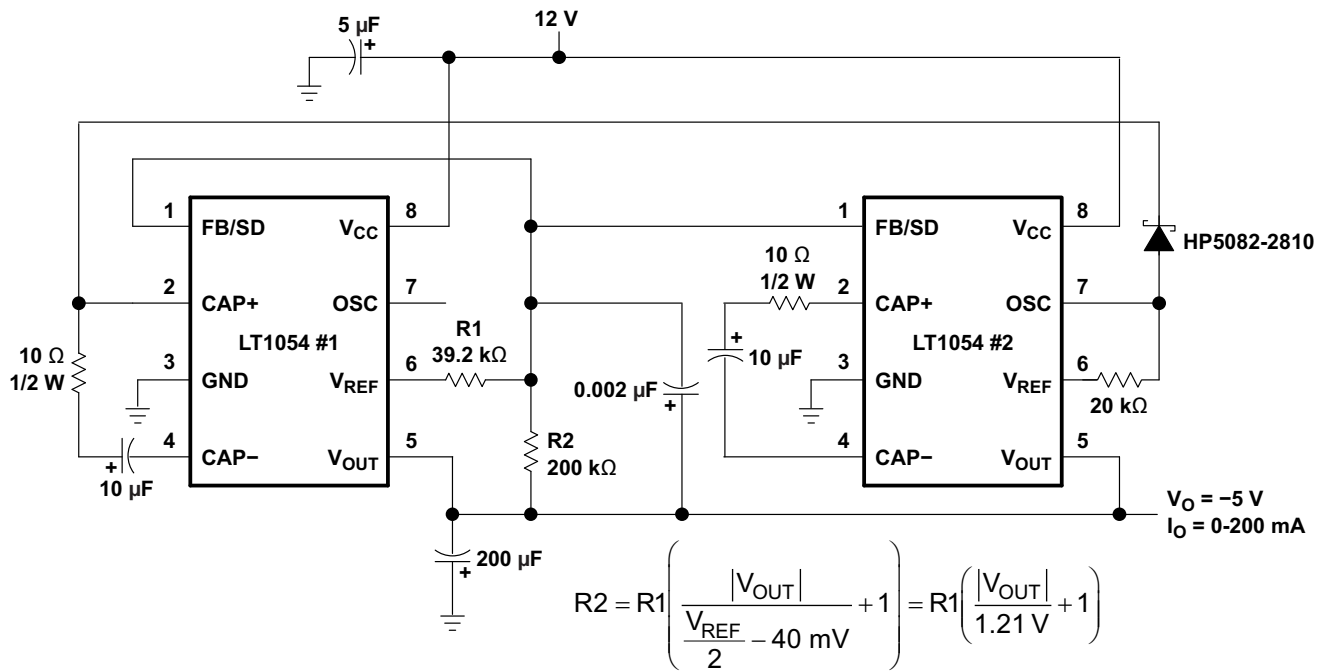 5 µF
+
12 V
1
FB/SD
VCC
8
2
CAP+
OSC
7
LT1054 #1
3
GND
VREF
6
4
CAP−
VOUT
5
10 Ω
1/2 W
+
10 µF
R1
39.2 kΩ
R2
200 kΩ
0.002 µF
+
200 µF
+
10 Ω
1/2 W
+
10 µF
1
FB/SD
VCC
8
2
CAP+
OSC
7
LT1054 #2
3
GND
VREF
6
4
CAP-
VOUT
5
HP5082-2810
20 kΩ
VO = −5 V
IO = 0-200 mA
R2 = R1(|VOUT| / (VREF/2 − 40 mV) + 1) = R1(|VOUT| / 1.21 V + 1)